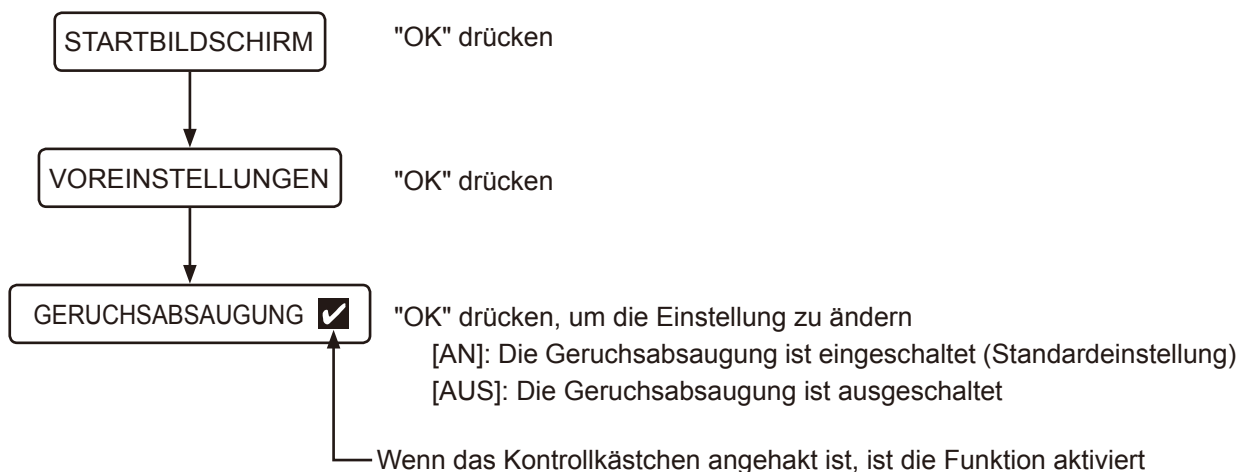 STARTBILDSCHIRM
"OK" drücken
VOREINSTELLUNGEN
"OK" drücken
GERUCHSABSAUGUNG
"OK" drücken, um die Einstellung zu ändern
[AN]: Die Geruchsabsaugung ist eingeschaltet (Standardeinstellung)
[AUS]: Die Geruchsabsaugung ist ausgeschaltet
Wenn das Kontrollkästchen angehakt ist, ist die Funktion aktiviert